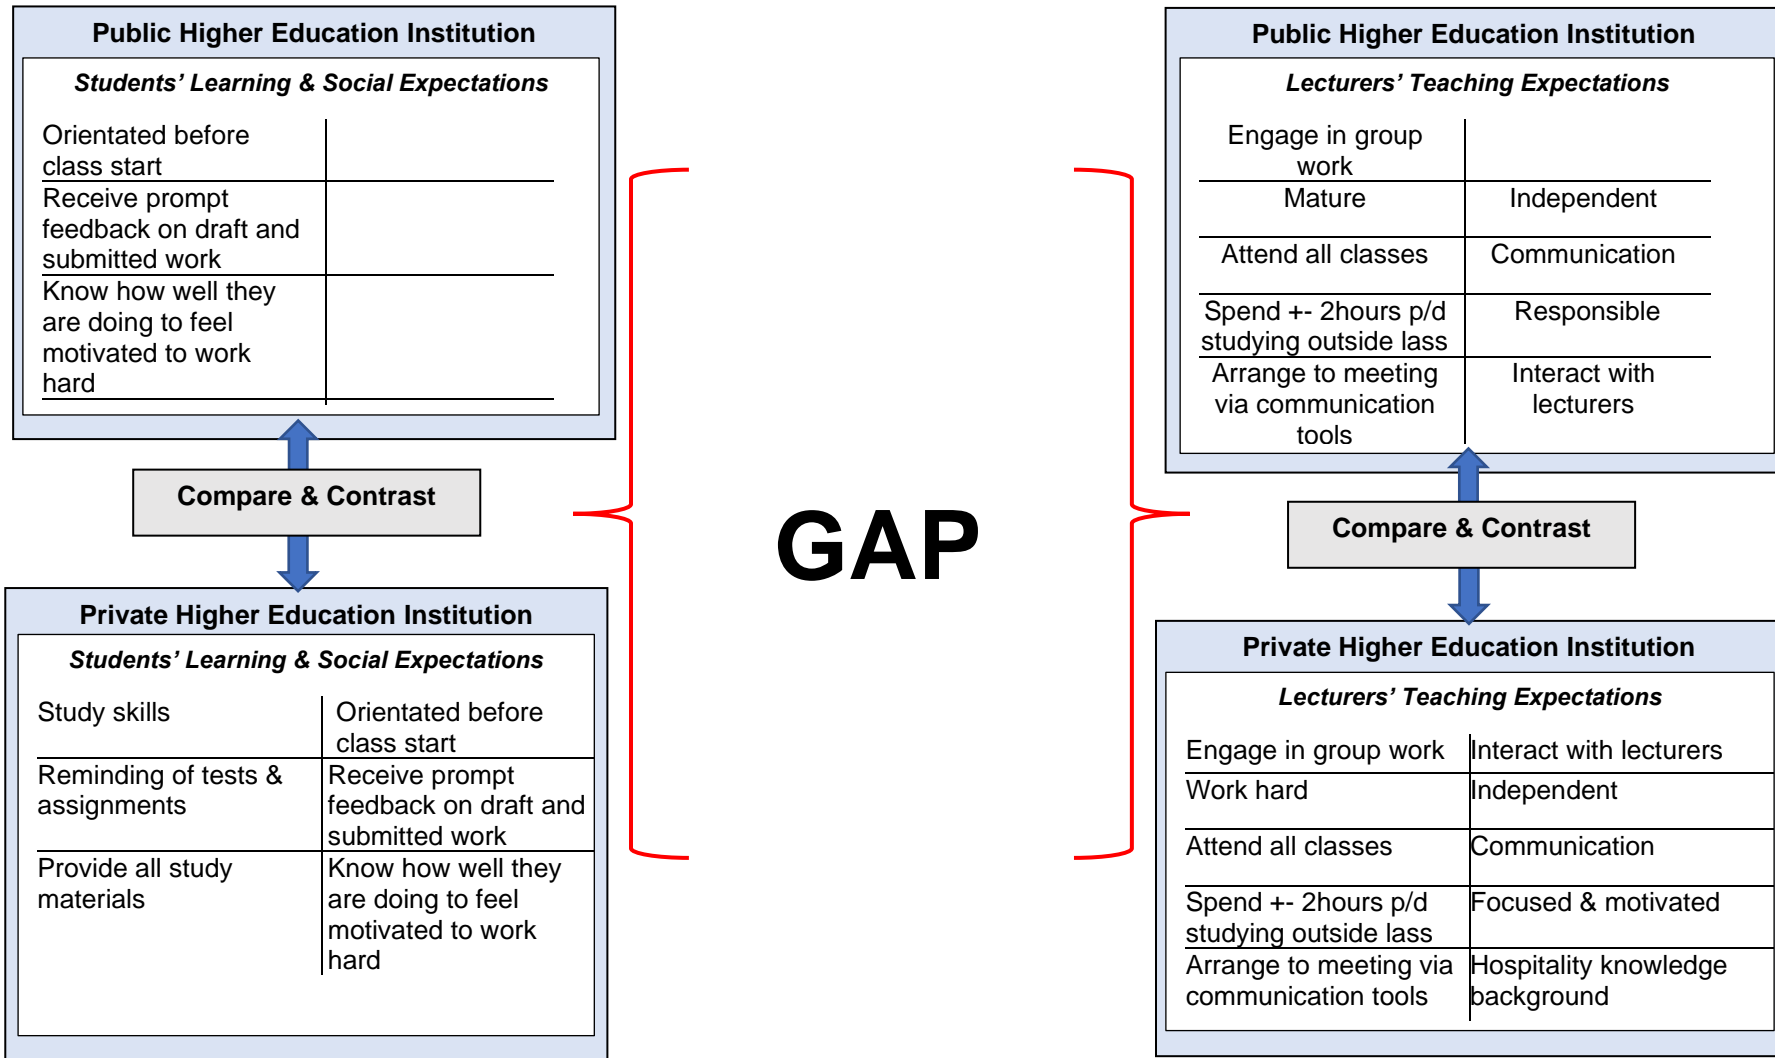 Public Higher Education Institution
Students’ Learning & Social Expectations
Orientated before
class start
Receive prompt
feedback on draft and
submitted work
Know how well they
are doing to feel
motivated to work
hard
Compare & Contrast
Private Higher Education Institution
Students’ Learning & Social Expectations
Study skills
Orientated before
class start
Reminding of tests &
assignments
Receive prompt
feedback on draft and
submitted work
Provide all study
materials
Know how well they
are doing to feel
motivated to work
hard
GAP
Public Higher Education Institution
Lecturers’ Teaching Expectations
Engage in group
work
Mature
Independent
Attend all classes
Communication
Spend +- 2hours p/d
studying outside lass
Responsible
Arrange to meeting
via communication
tools
Interact with
lecturers
Compare & Contrast
Private Higher Education Institution
Lecturers’ Teaching Expectations
Engage in group work
Interact with lecturers
Work hard
Independent
Attend all classes
Communication
Spend +- 2hours p/d
studying outside lass
Focused & motivated
Arrange to meeting via
communication tools
Hospitality knowledge
background